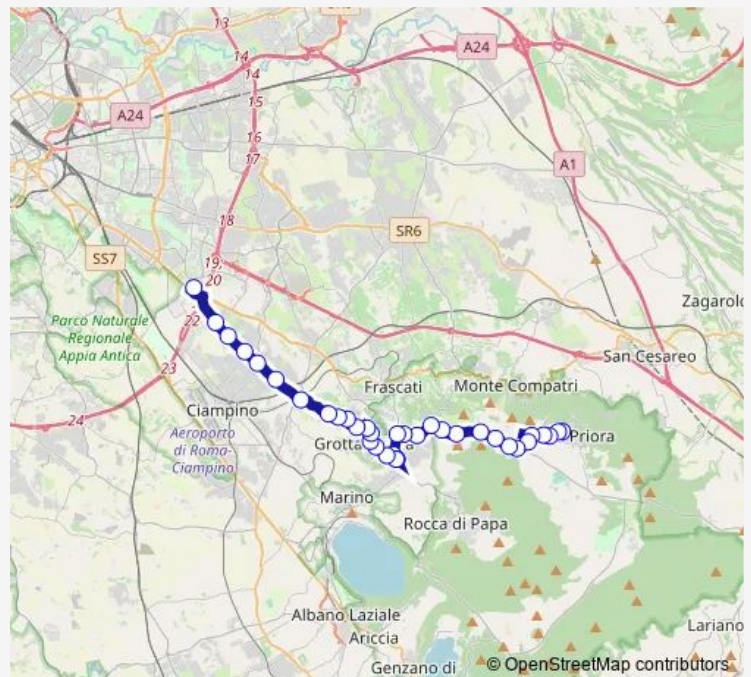 13
14
A24
14
15
A24
16
17
A1
18
SR6
SS7
19
20
Zagarolo
22
Parco Naturale
Regionale
Appia Antica
San Cesareo
23
Frascati
Monte Compatri
24
Ciampino
Aeroporto
di Roma-
Ciampino
Priora
Marino
Rocca di Papa
Albano Laziale
Ariccia
Lariano
Genzano di
© OpenStreetMap contributors